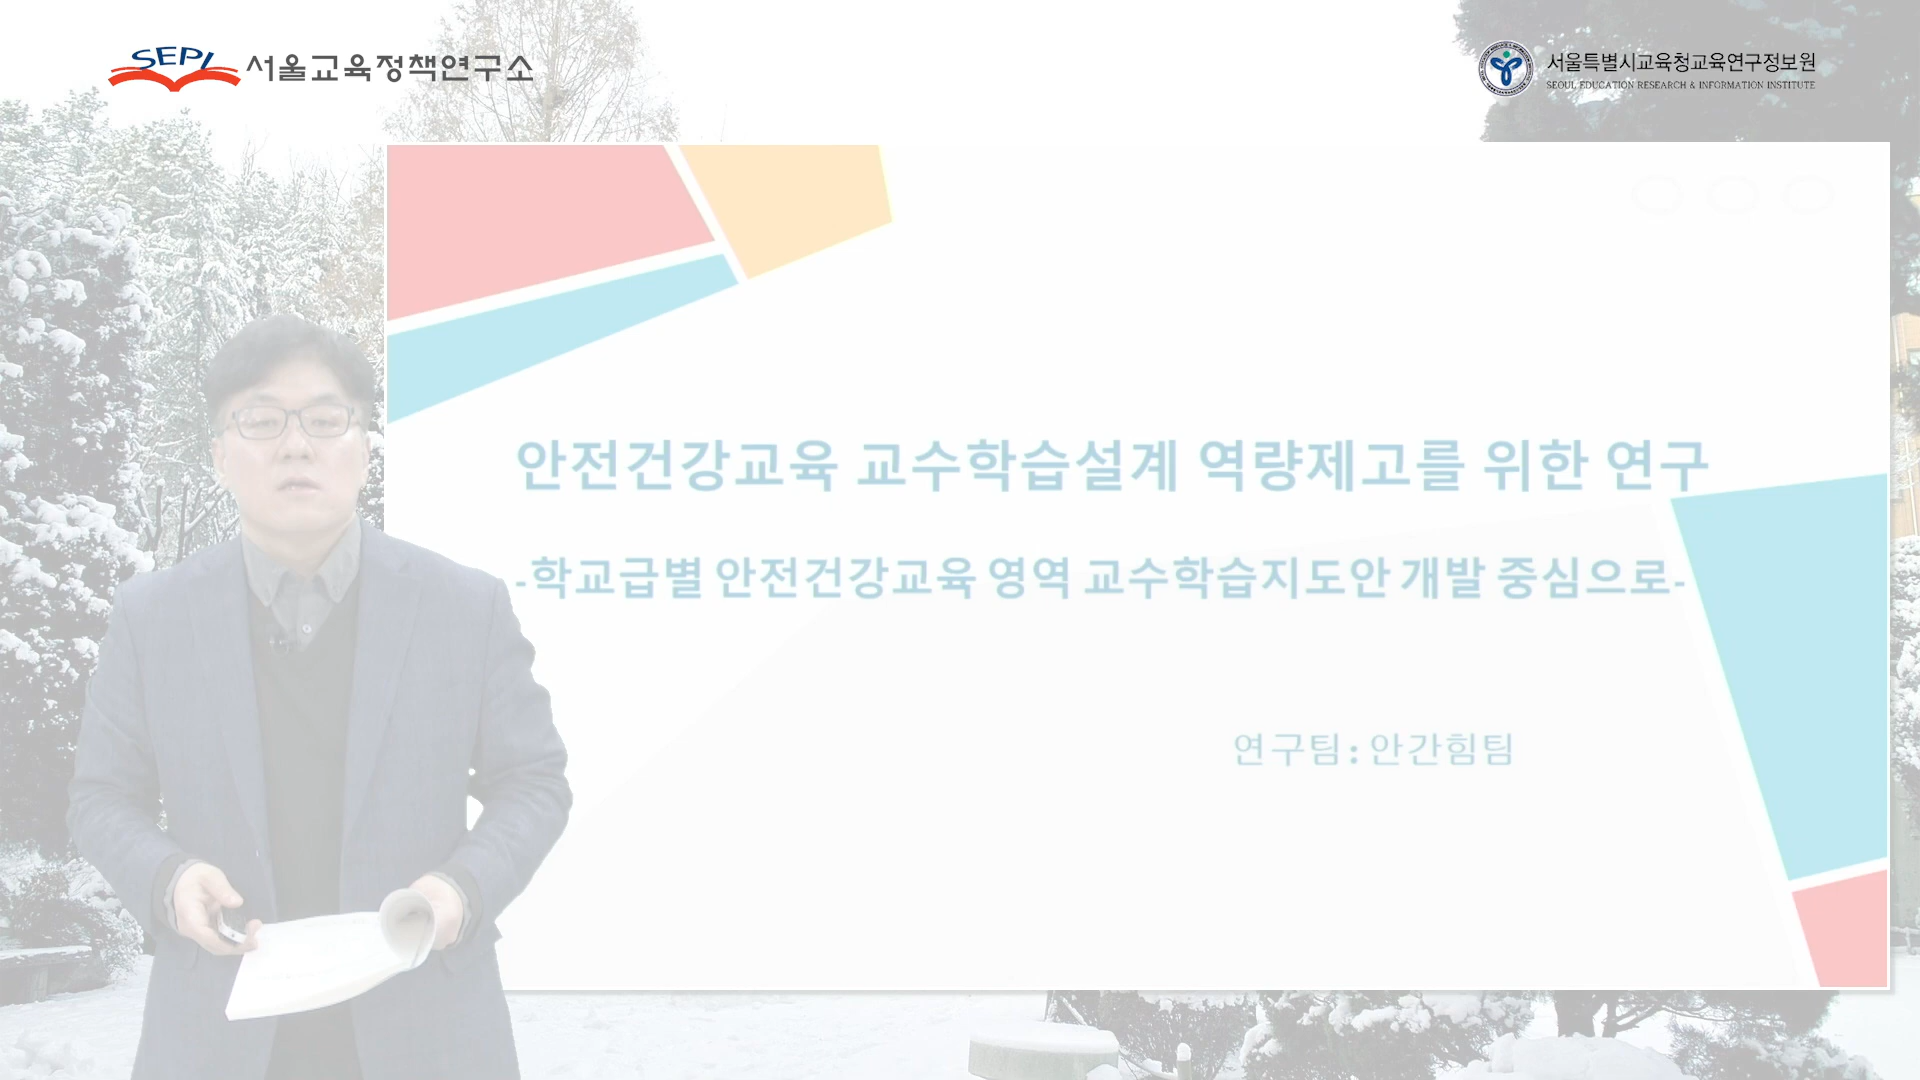 SEPI 서울교육정책연구소
서울특별시교육청교육연구정보원
SEOUL EDUCATION RESEARCH & INFORMATION INSTITUTE
안전건강교육 교수학습설계 역량제고를 위한 연구
-학교급별 안전건강교육 영역 교수학습지도안 개발 중심으로-
연구팀 : 안간힘팀